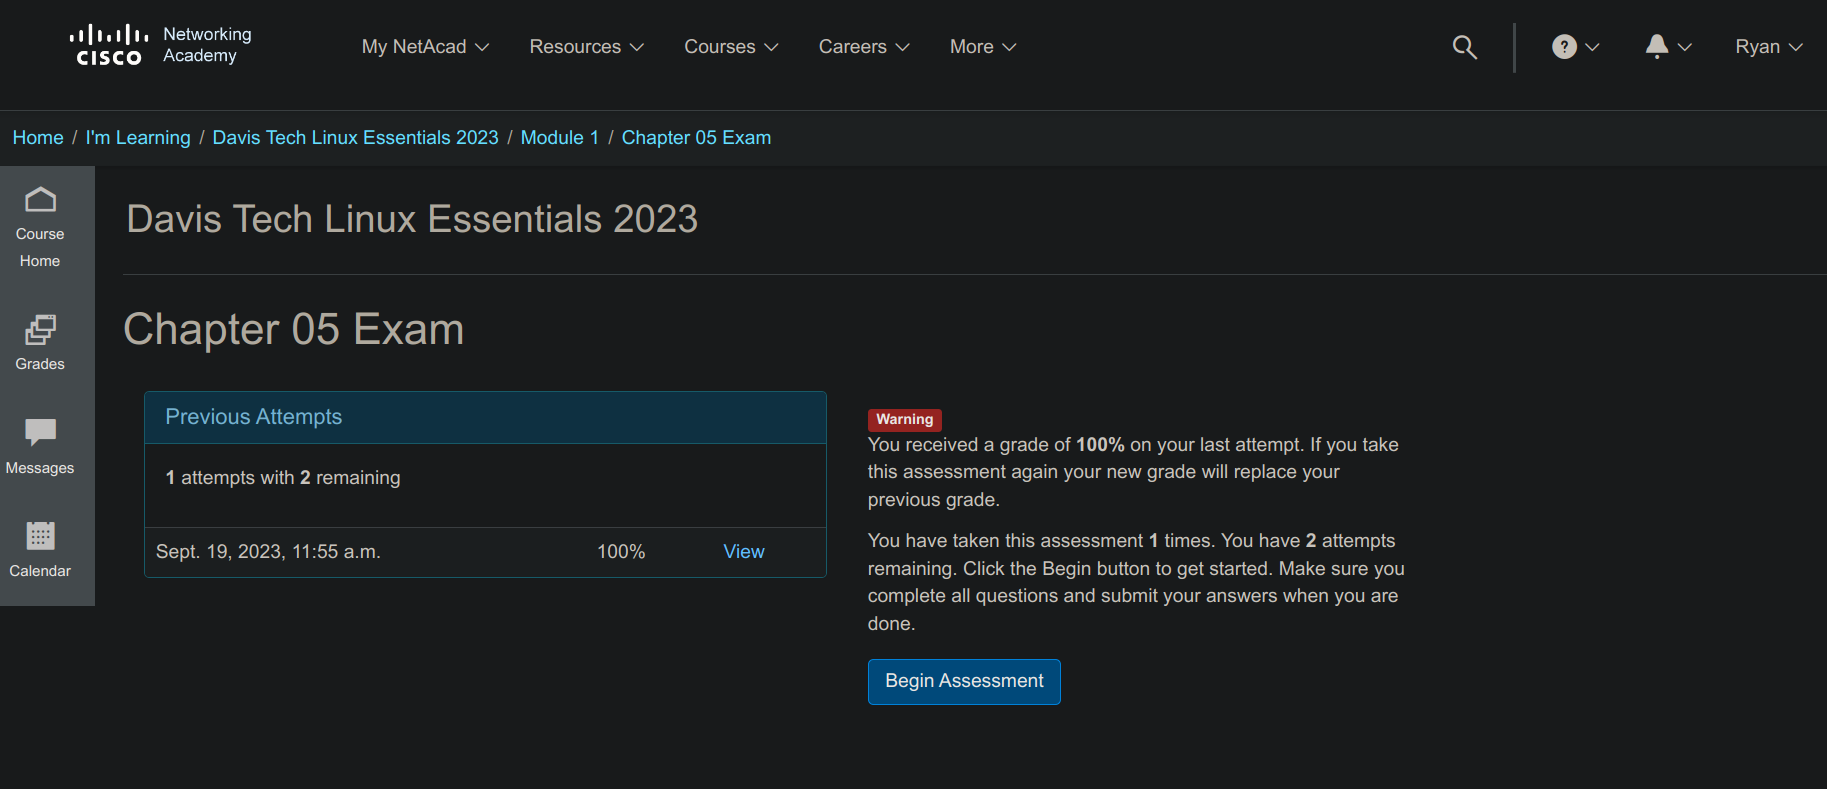 cisco Networking Academy
My NetAcad
Resources
Courses
Careers
More
?
Ryan
Home / I'm Learning / Davis Tech Linux Essentials 2023 / Module 1 / Chapter 05 Exam
Course
Home
Grades
Messages
Calendar
Davis Tech Linux Essentials 2023
Chapter 05 Exam
Previous Attempts
1 attempts with 2 remaining
Sept. 19, 2023, 11:55 a.m. 100% View
Warning
You received a grade of 100% on your last attempt. If you take
this assessment again your new grade will replace your
previous grade.
You have taken this assessment 1 times. You have 2 attempts
remaining. Click the Begin button to get started. Make sure you
complete all questions and submit your answers when you are
done.
Begin Assessment